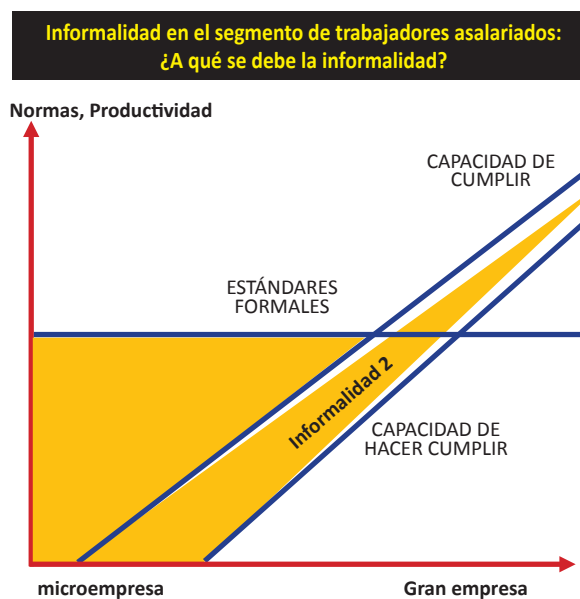 Informalidad en el segmento de trabajadores asalariados:
¿A qué se debe la informalidad?
Normas, Productividad
CAPACIDAD DE
CUMPLIR
ESTÁNDARES
FORMALES
Informalidad 2
CAPACIDAD DE
HACER CUMPLIR
microempresa
Gran empresa